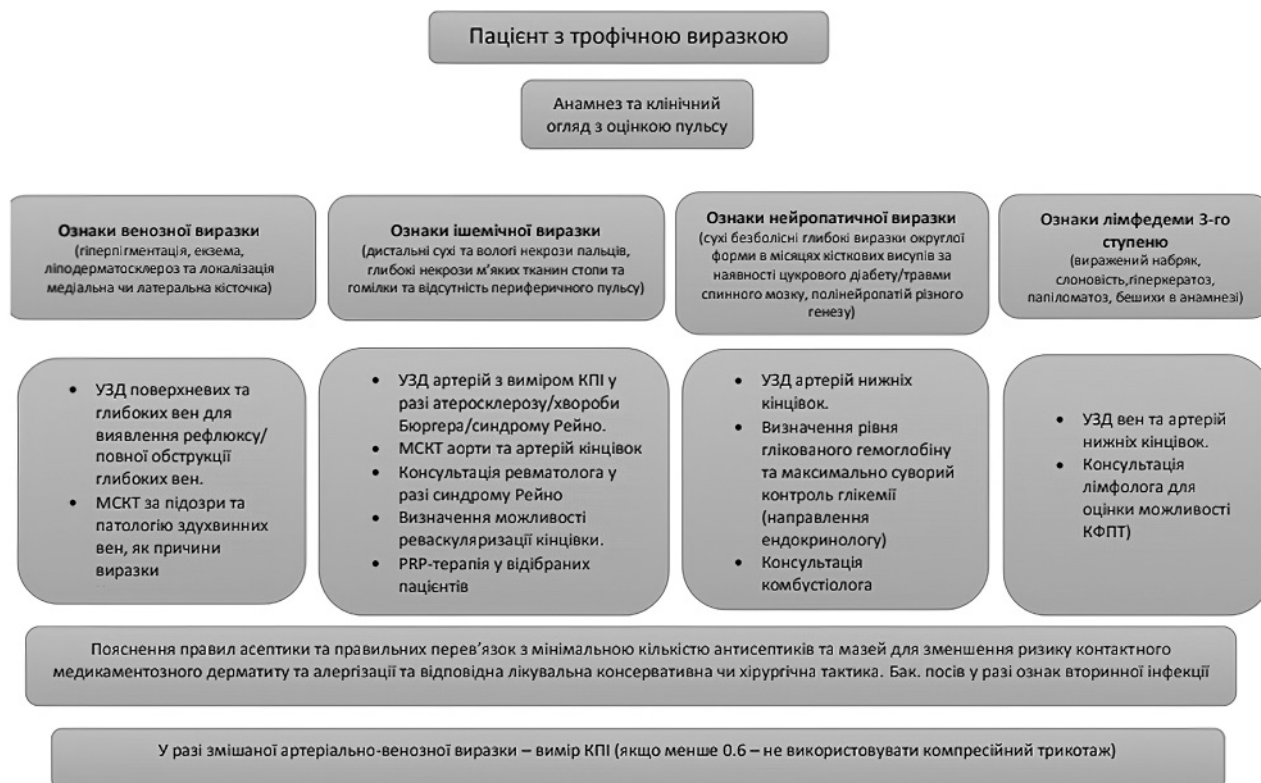 Пацієнт з трофічною виразкою
Анамнез та клінічний
огляд з оцінкою пульсу
Ознаки венозної виразки
(гіперпігментація, екзема,
ліподерматосклероз та локалізація
медіальна чи латеральна кісточка)
Ознаки ішемічної виразки
(дистальні сухі та вологі некрози пальців,
глибокі некрози м’яких тканин стопи та
гомілки та відсутність периферичного пульсу)
Ознаки нейропатичної виразки
(сухі безболісні глибокі виразки округлої
форми в місяцях кісткових виступів за
наявності цукрового діабету/травми
спинного мозку, полінейропатій різного
генезу)
Ознаки лімфедеми 3-го
ступеню
(виражений набряк,
слоновість,гіперкератоз,
папіломатоз, бешихи в анамнезі)
• УЗД поверхневих та
глибоких вен для
виявлення рефлюксу/
повної обструкції
глибоких вен.
• МСКТ за підозри та
патологію здухвинних
вен, як причини
виразки
• УЗД артерій з виміром КПІ у
разі атеросклерозу/хвороби
Бюргера/синдрому Рейно.
• МСКТ аорти та артерій кінцівок
• Консультація ревматолога у
разі синдрому Рейно
• Визначення можливості
реваскуляризації кінцівки.
• PRP-терапія у відібраних
пацієнтів
• УЗД артерій нижніх
кінцівок.
• Визначення рівня
глікованого гемоглобіну
та максимально суворий
контроль глікемії
(направлення
ендокринологу)
• Консультація
комбустіолога
• УЗД вен та артерій
нижніх кінцівок.
• Консультація
лімфолога для
оцінки можливості
КФПТ)
Пояснення правил асептики та правильних перев’язок з мінімальною кількістю антисептиків та мазей для зменшення ризику контактного
медикаментозного дерматиту та алергізації та відповідна лікувальна консервативна чи хірургічна тактика. Бак. посів у разі ознак вторинної інфекції
У разі змішаної артеріально-венозної виразки – вимір КПІ (якщо менше 0.6 – не використовувати компресійний трикотаж)